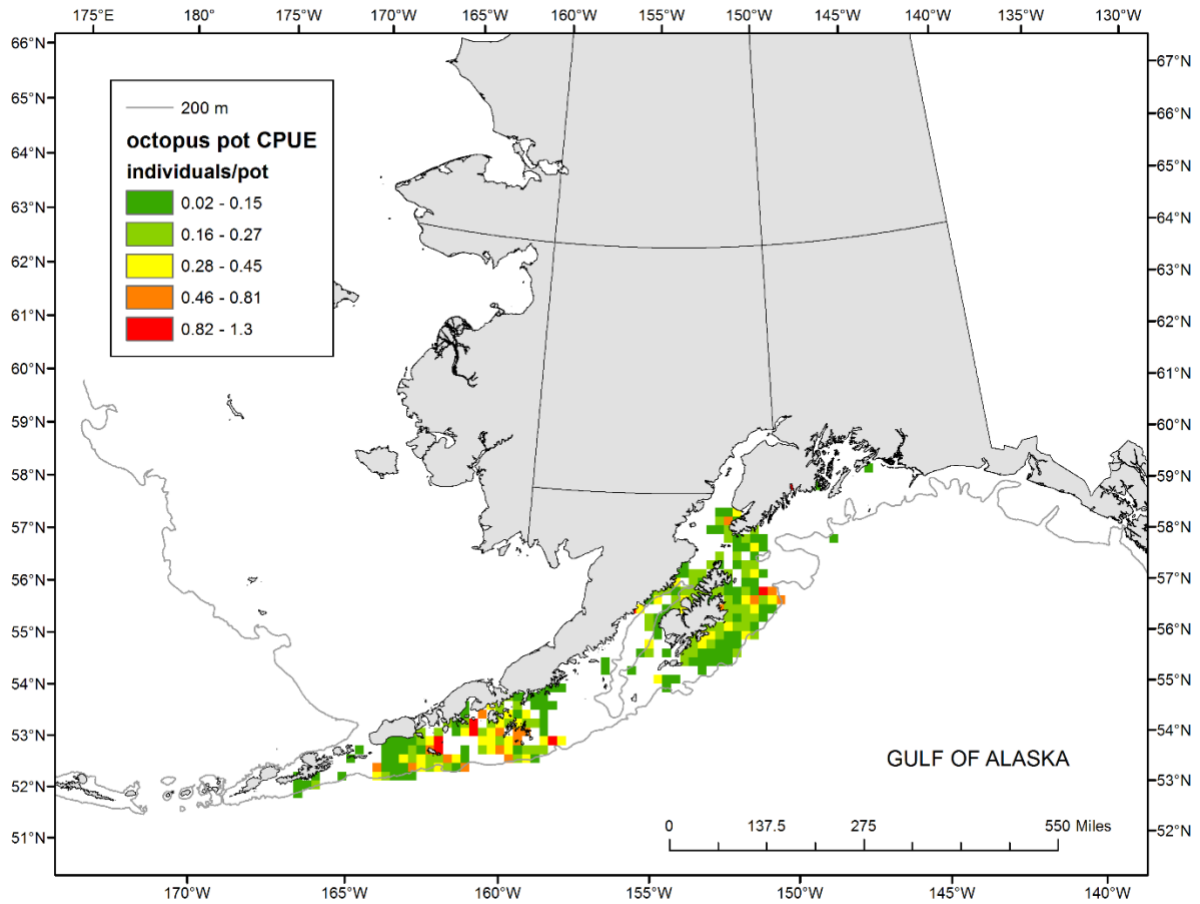 175°E 175°W 170°W 165°W 160°W 155°W 150°W 145°W 140°W 130°W
66°N
65°N
64°N
63°N
62°N
61°N
60°N
59°N
58°N
57°N
56°N
55°N
54°N
53°N
52°N
51°N
200 m
octopus pot CPUE
individuals/pot
0.02 - 0.15
0.16 - 0.27
0.28 - 0.45
0.46 - 0.81
0.82 - 1.3
67°N
66°N
65°N
64°N
63°N
62°N
61°N
60°N
59°N
58°N
57°N
56°N
55°N
54°N
53°N
52°N
GULF OF ALASKA
0 137.5 275 550 Miles
170°W 165°W 160°W 155°W 150°W 145°W 140°W